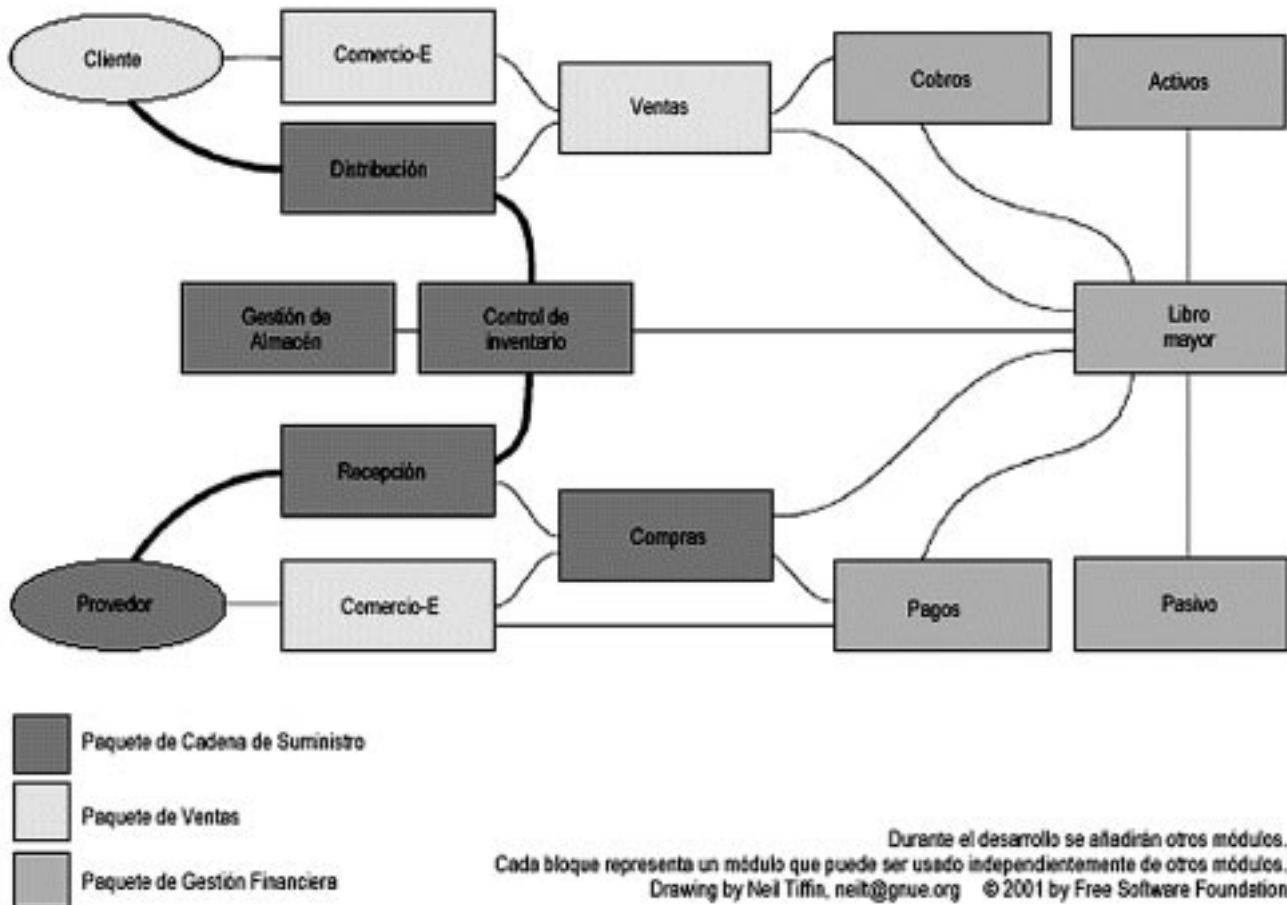 Cliente
Comercio-E
Ventas
Cobros
Activos
Distribución
Gestión de
Almacén
Control de
inventario
Libro
mayor
Recepción
Compras
Provedor
Comercio-E
Pagos
Pasivo
Paquete de Cadena de Suministro
Paquete de Ventas
Paquete de Gestión Financiera
Durante el desarrollo se añadirán otros módulos.
Cada bloque representa un módulo que puede ser usado independientemente de otros módulos.
Drawing by Neil Tiffin, neilt@gnue.org © 2001 by Free Software Foundation